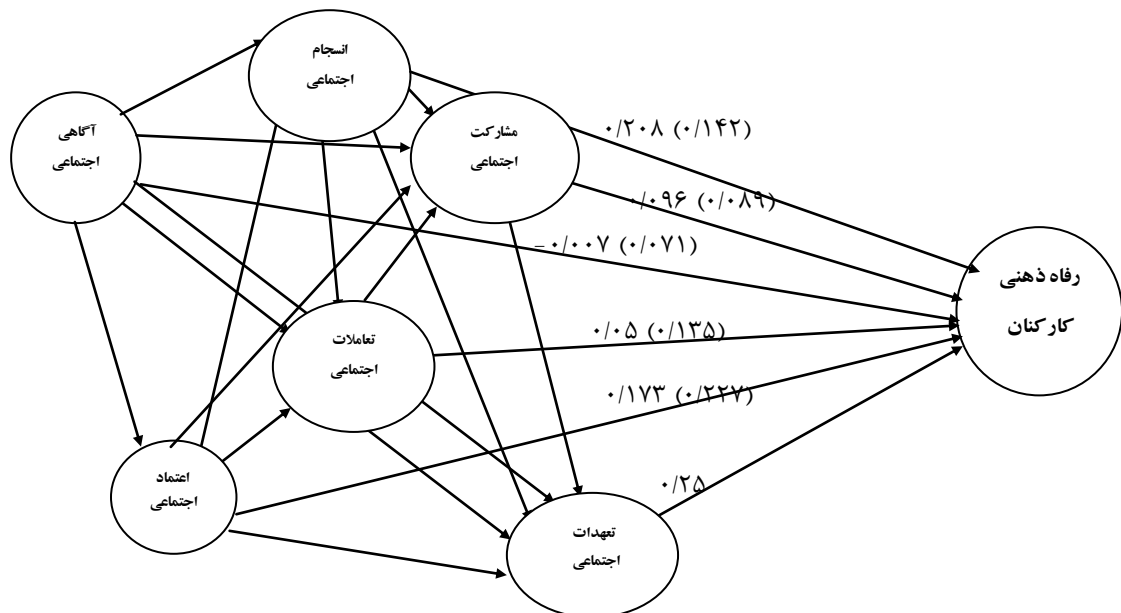 انسجام
اجتماعی
آگاهی
اجتماعی
مشارکت
اجتماعی
۰/۲۰۸ (۰/۱۴۲)
۰/۰۹۶ (۰/۰۸۹)
-۰/۰۰۷ (۰/۰۷۱)
رفاه ذهنی
کارکنان
تعاملات
اجتماعی
۰/۰۵ (۰/۱۳۵)
۰/۱۷۳ (۰/۲۲۷)
اعتماد
اجتماعی
۰/۲۵
تعهدات
اجتماعی